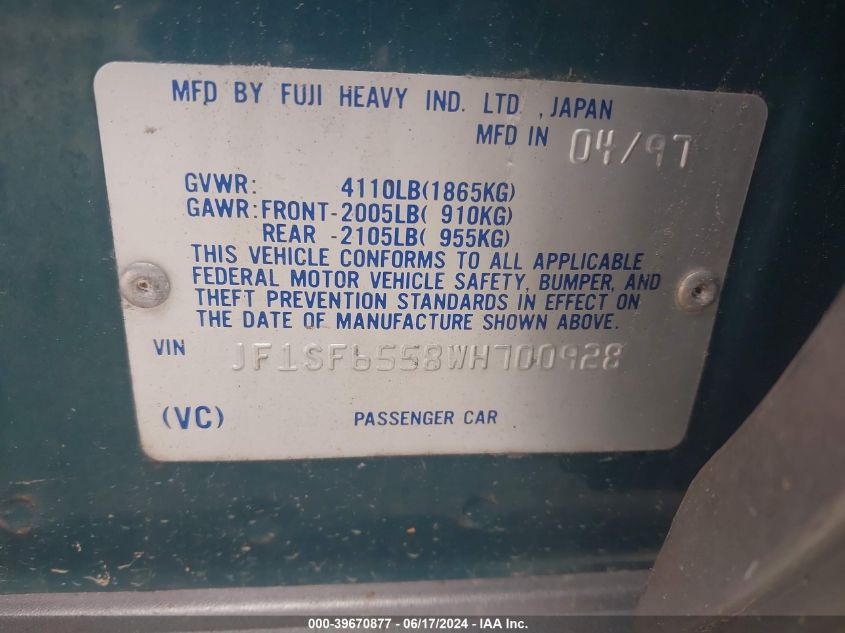 MFD BY FUJI HEAVY IND. LTD. , JAPAN
MFD IN 04/97
GVWR: 4110LB(1865KG)
GAWR:FRONT-2005LB( 910KG)
REAR -2105LB( 955KG)
THIS VEHICLE CONFORMS TO ALL APPLICABLE
FEDERAL MOTOR VEHICLE SAFETY, BUMPER, AND
THEFT PREVENTION STANDARDS IN EFFECT ON
THE DATE OF MANUFACTURE SHOWN ABOVE.
VIN JF1SF6558WH700928
(VC) PASSENGER CAR
000-39670877 - 06/17/2024 - IAA Inc.